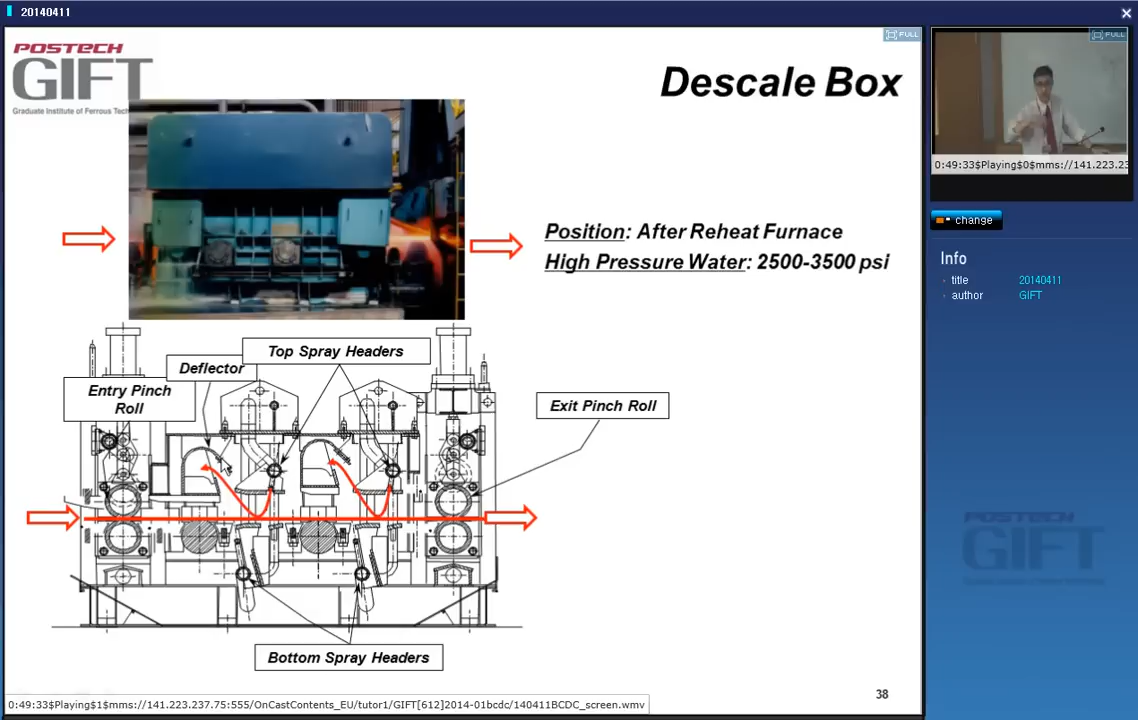 20140411
POSTECH
GIFT
Graduate Institute of Ferrous Tech
FULL
Descale Box
Position: After Reheat Furnace
High Pressure Water: 2500-3500 psi
Top Spray Headers
Deflector
Entry Pinch
Roll
Exit Pinch Roll
Bottom Spray Headers
38
0:49:33$Playing$1$mms://141.223.237.75:555/OnCastContents_EU/tutor1/GIFT[612]2014-01bcdc/140411BCDC_screen.wmv
FULL
0:49:33$Playing$0$mms://141.223.23
change
Info
title 20140411
author GIFT
POSTECH
GIFT